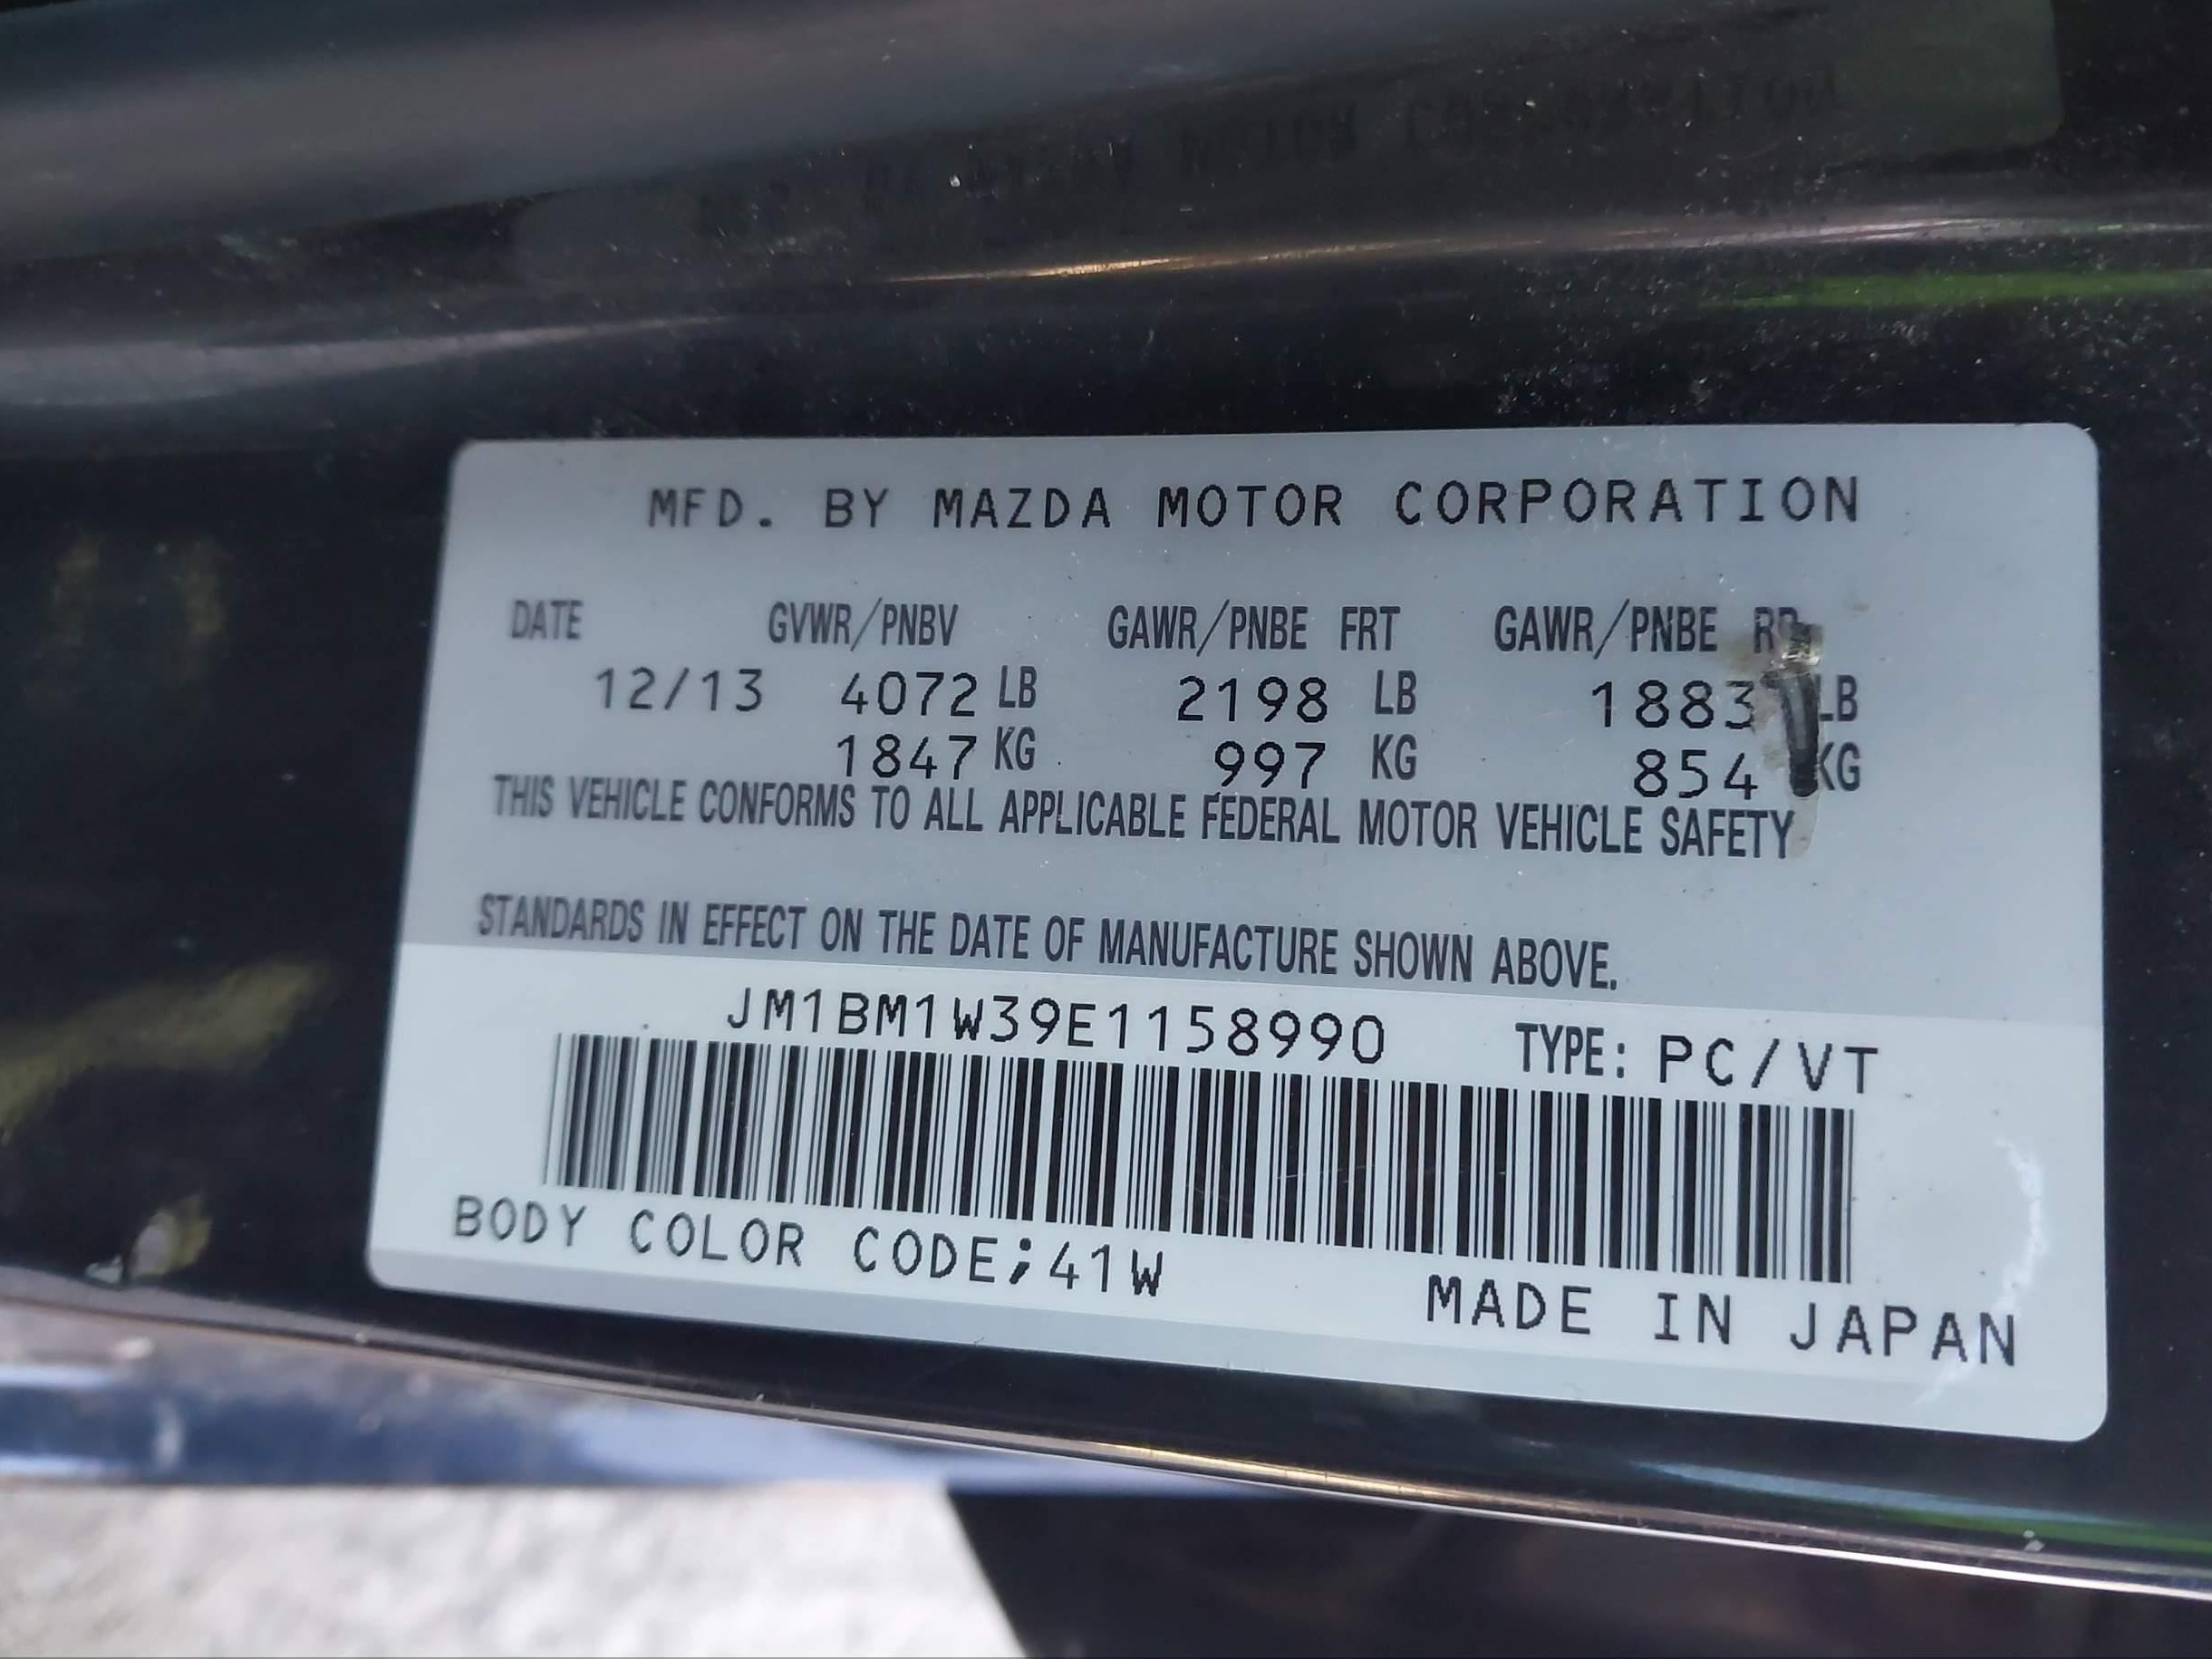 MFD. BY MAZDA MOTOR CORPORATION
DATE GVWR/PNBV GAWR/PNBE FRT GAWR/PNBE RR
12/13 4072 LB 2198 LB 1883 LB
1847 KG 997 KG 854 KG
THIS VEHICLE CONFORMS TO ALL APPLICABLE FEDERAL MOTOR VEHICLE SAFETY
STANDARDS IN EFFECT ON THE DATE OF MANUFACTURE SHOWN ABOVE.
JM1BM1W39E1158990 TYPE: PC/VT
BODY COLOR CODE;41W
MADE IN JAPAN